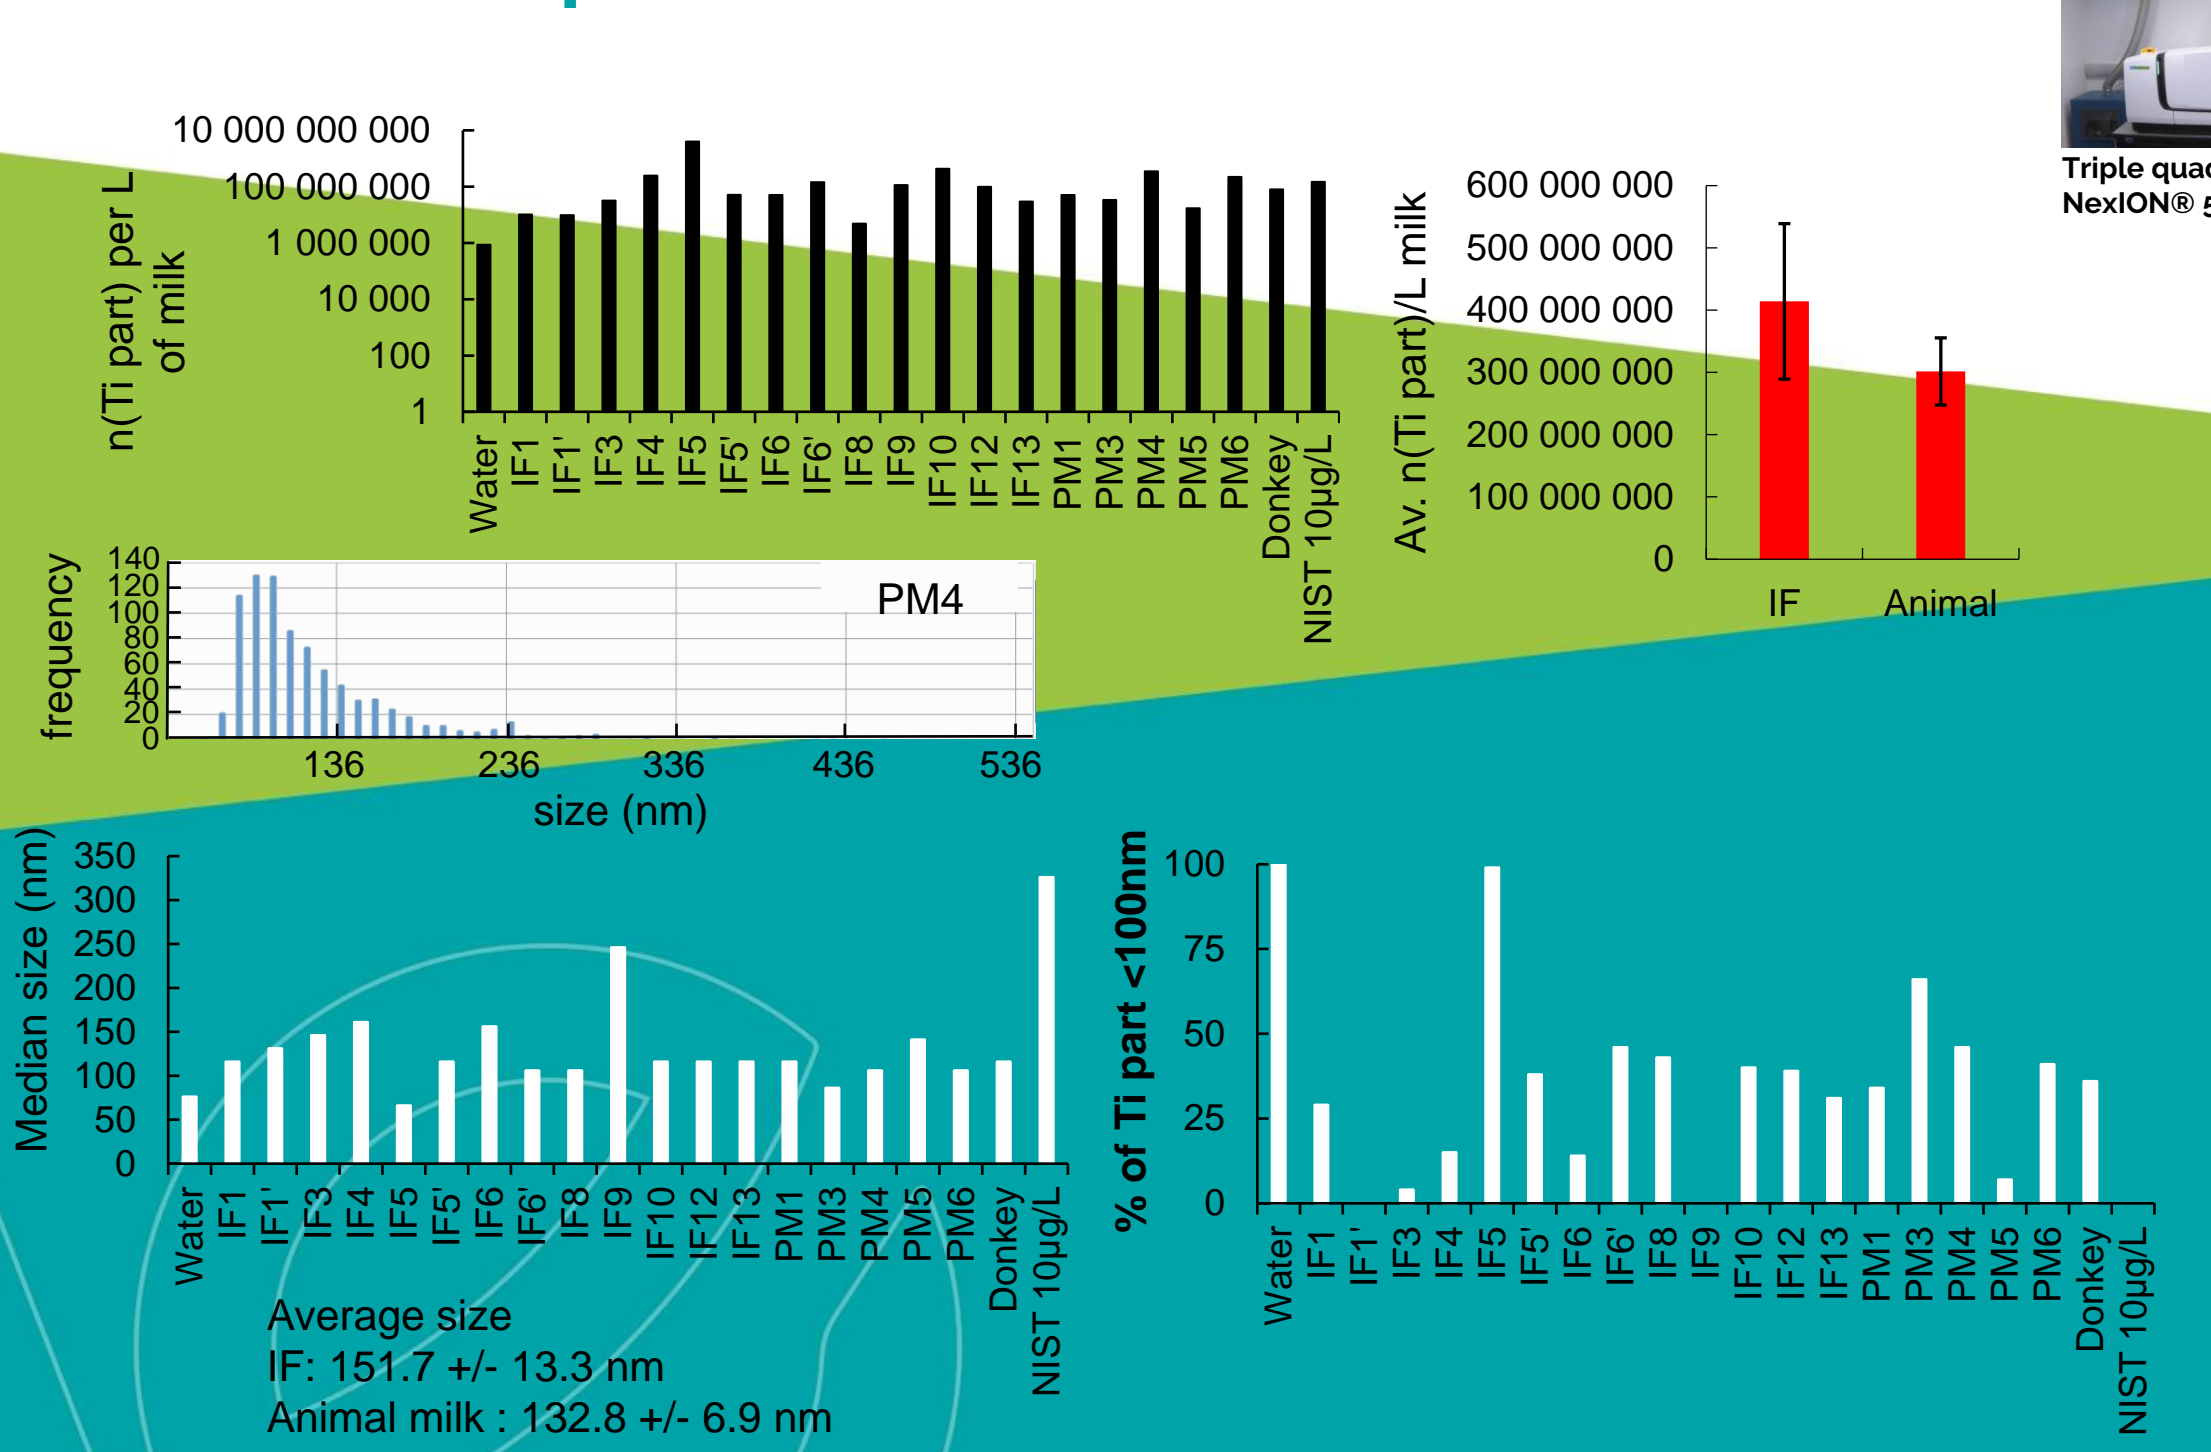 Triple quad
NexION® 5
n(Ti part) per L
of milk
10 000 000 000
100 000 000
1 000 000
10 000
100
1
Water
IF1
IF1'
IF3
IF4
IF5
IF5'
IF6
IF6'
IF8
IF9
IF10
IF12
IF13
PM1
PM3
PM4
PM5
PM6
Donkey
NIST 10µg/L
Av. n(Ti part)/L milk
600 000 000
500 000 000
400 000 000
300 000 000
200 000 000
100 000 000
0
IF
Animal
frequency
140
120
100
80
60
40
20
0
PM4
136
236
336
436
536
size (nm)
Median size (nm)
350
300
250
200
150
100
50
0
Water
IF1
IF1'
IF3
IF4
IF5
IF5'
IF6
IF6'
IF8
IF9
IF10
IF12
IF13
PM1
PM3
PM4
PM5
PM6
Donkey
NIST 10µg/L
Average size
IF: 151.7 +/- 13.3 nm
Animal milk : 132.8 +/- 6.9 nm
% of Ti part <100nm
100
75
50
25
0
Water
IF1
IF1'
IF3
IF4
IF5
IF5'
IF6
IF6'
IF8
IF9
IF10
IF12
IF13
PM1
PM3
PM4
PM5
PM6
Donkey
NIST 10µg/L